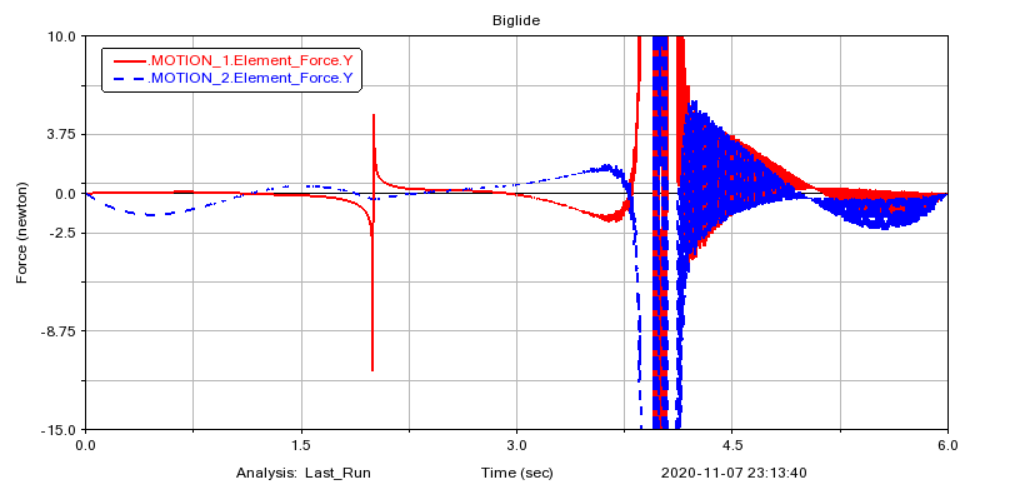 Biglide
.MOTION_1.Element_Force.Y
.MOTION_2.Element_Force.Y
Force (newton)
10.0
3.75
0.0
-2.5
-8.75
-15.0
0.0 1.5 3.0 4.5 6.0
Analysis: Last_Run Time (sec) 2020-11-07 23:13:40